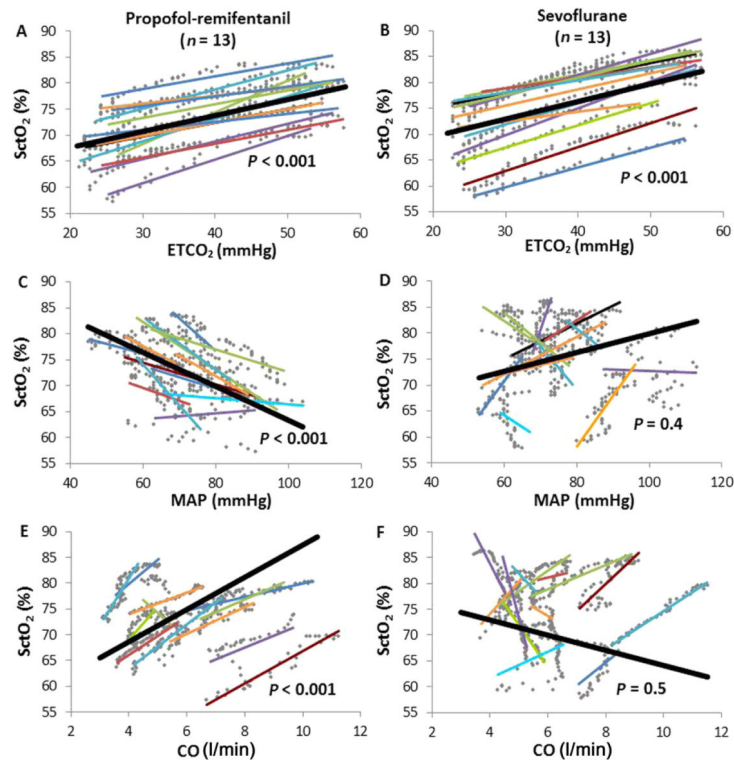 A
Propofol-remifentanil
(n = 13)
SctO₂ (%)
90
85
80
75
70
65
60
55
P < 0.001
20 30 40 50 60
ETCO₂ (mmHg)
B
Sevoflurane
(n = 13)
SctO₂ (%)
90
85
80
75
70
65
60
55
P < 0.001
20 30 40 50 60
ETCO₂ (mmHg)
C
SctO₂ (%)
90
85
80
75
70
65
60
55
P < 0.001
40 60 80 100 120
MAP (mmHg)
D
SctO₂ (%)
90
85
80
75
70
65
60
55
P = 0.4
40 60 80 100 120
MAP (mmHg)
E
SctO₂ (%)
90
85
80
75
70
65
60
55
P < 0.001
2 4 6 8 10 12
CO (l/min)
F
SctO₂ (%)
90
85
80
75
70
65
60
55
P = 0.5
2 4 6 8 10 12
CO (l/min)